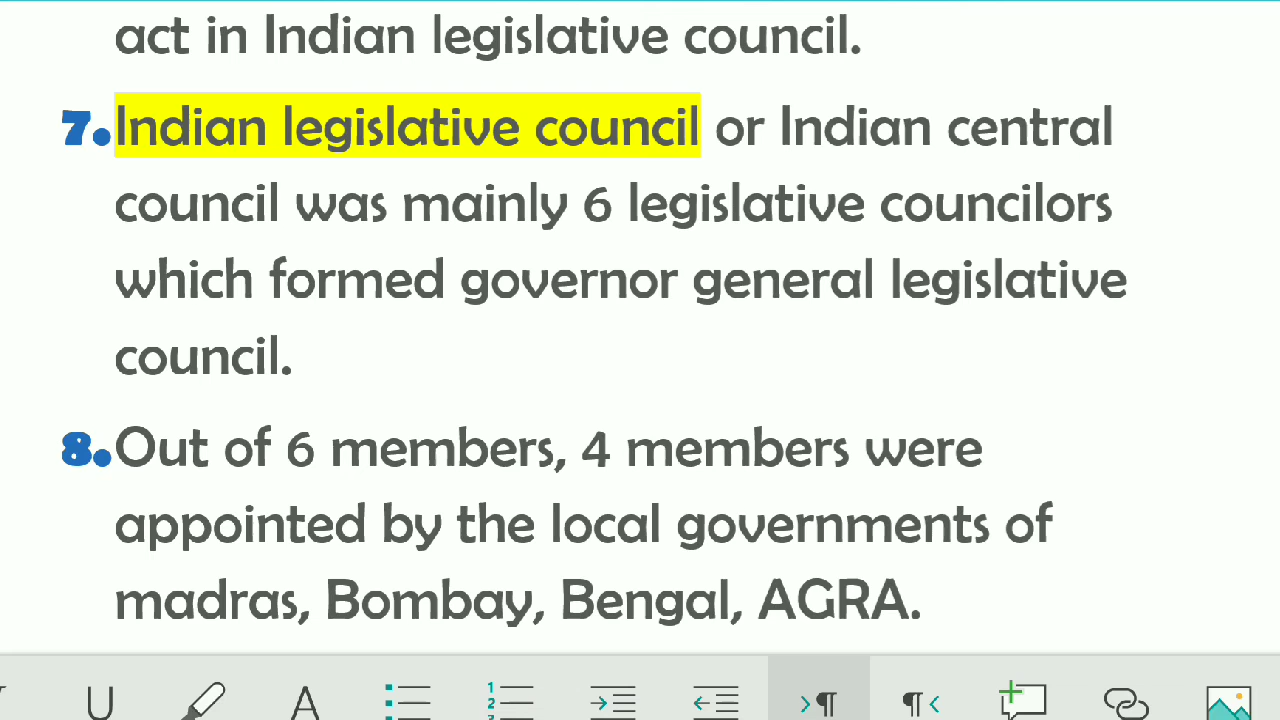 act in Indian legislative council.
7. Indian legislative council or Indian central
council was mainly 6 legislative councilors
which formed governor general legislative
council.
8. Out of 6 members, 4 members were
appointed by the local governments of
madras, Bombay, Bengal, AGRA.